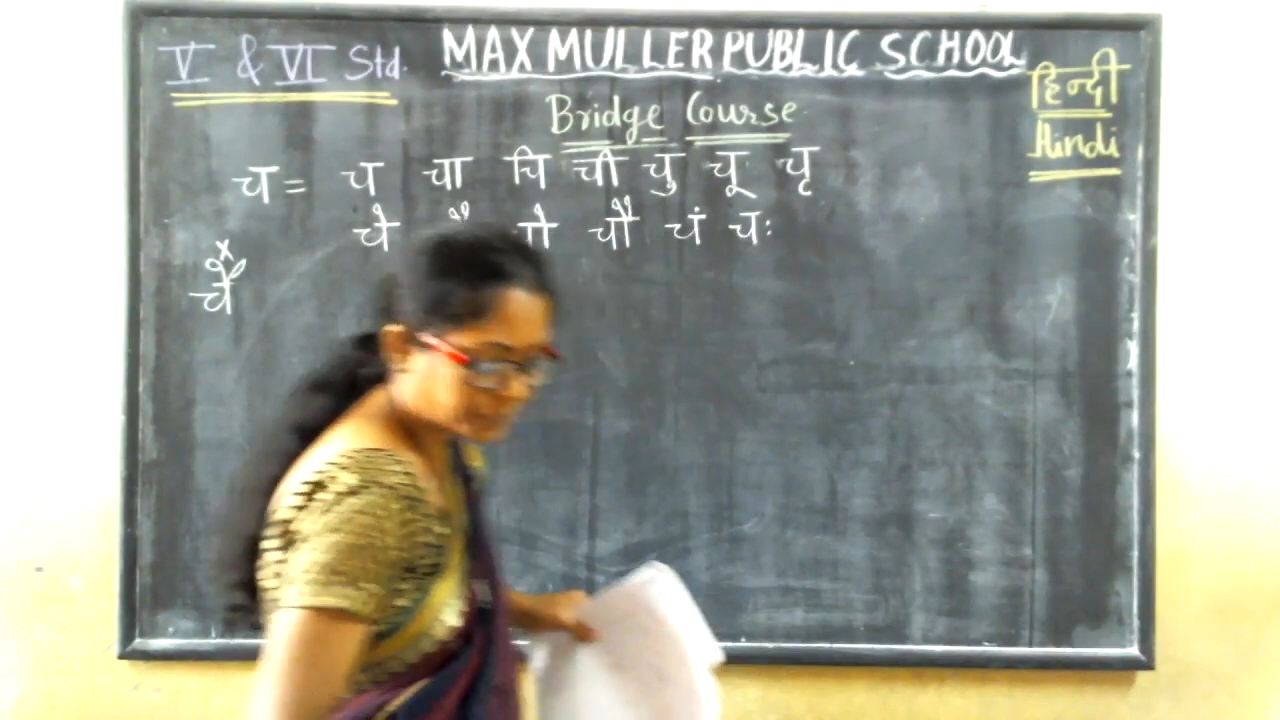 V & VI Std. MAX MULLER PUBLIC SCHOOL
हिन्दी
Hindi
Bridge Course
च = च चा चि ची चु चू चृ
चे चौ चं चः
x